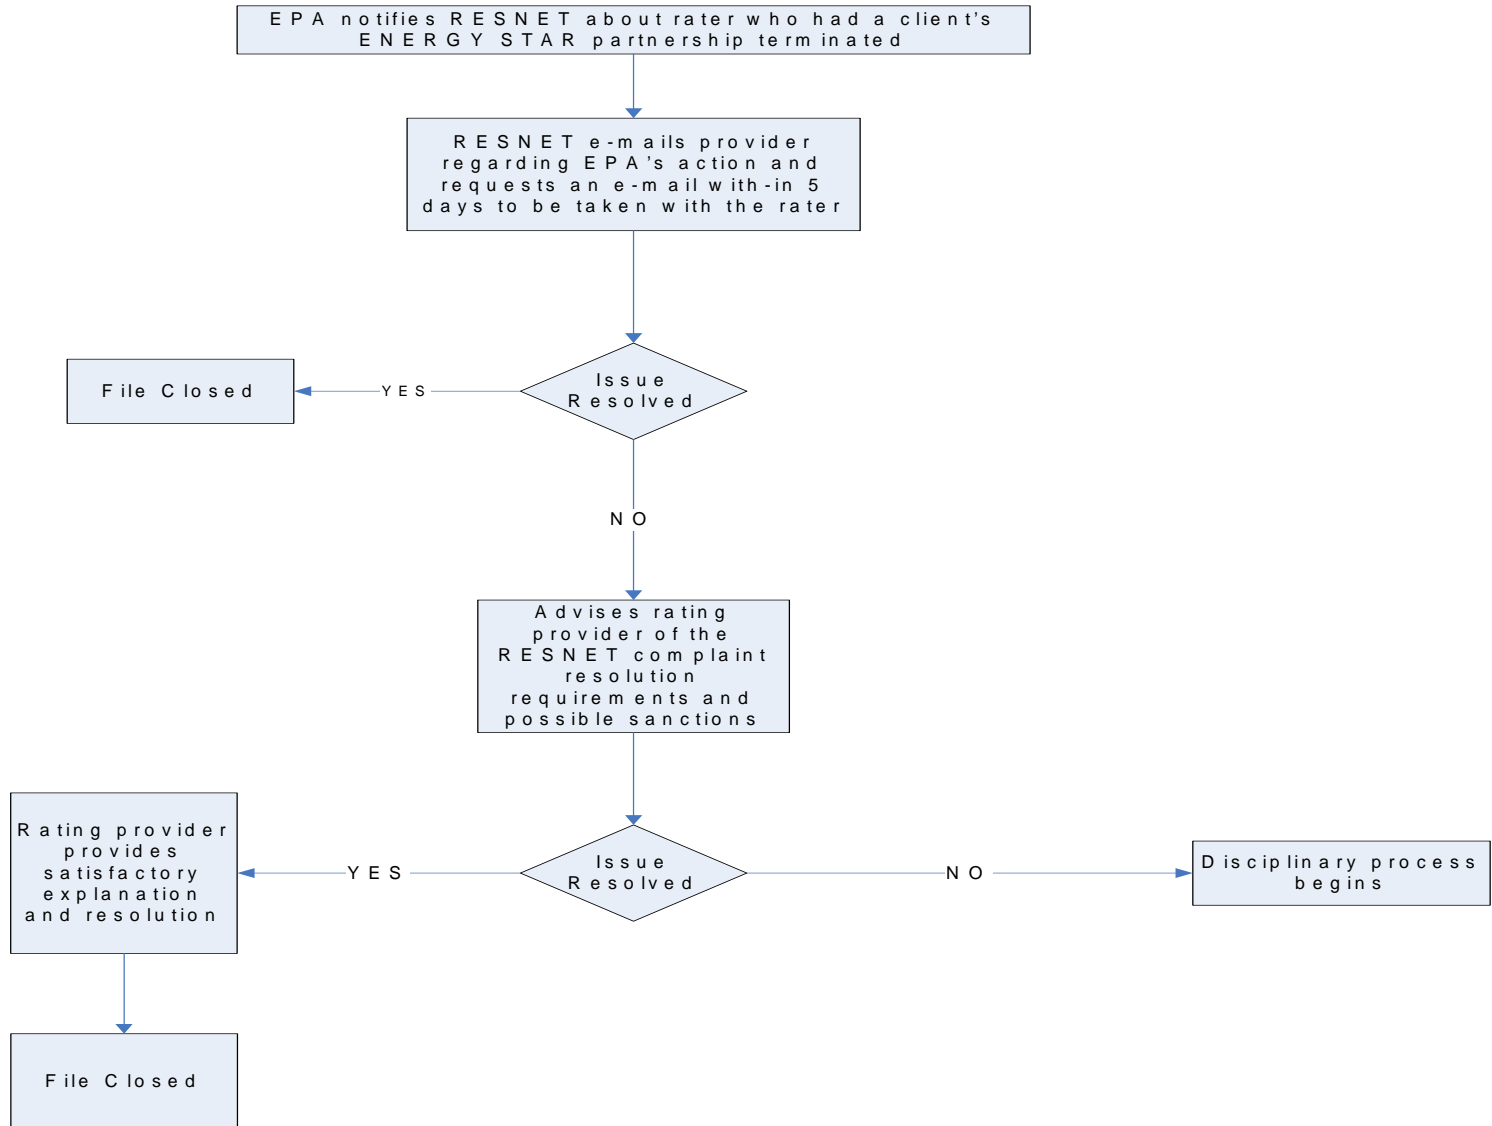 EPA notifies RESNET about rater who had a client’s
ENERGY STAR partnership terminated
RESNET e-mails provider
regarding EPA’s action and
requests an e-mail with-in 5
days to be taken with the rater
Issue
Resolved
YES
File Closed
NO
Advises rating
provider of the
RESNET complaint
resolution
requirements and
possible sanctions
Issue
Resolved
YES
NO
Rating provider
provides
satisfactory
explanation
and resolution
Disciplinary process
begins
File Closed